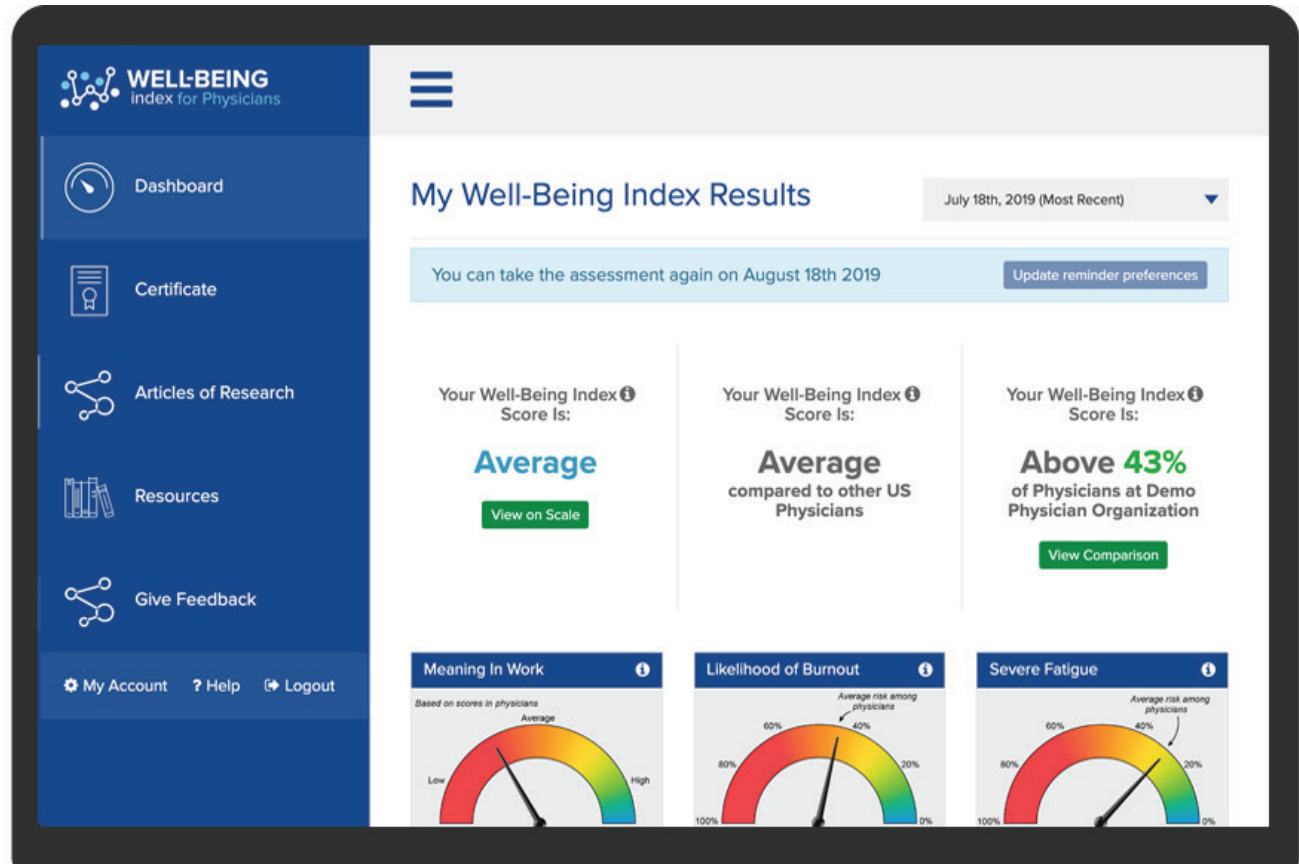 WELL-BEING
index for Physicians
Dashboard
Certificate
Articles of Research
Resources
Give Feedback
My Account ? Help Logout
My Well-Being Index Results
July 18th, 2019 (Most Recent)
You can take the assessment again on August 18th 2019
Update reminder preferences
Your Well-Being Index
Score Is:
Average
View on Scale
Your Well-Being Index
Score Is:
Average
compared to other US
Physicians
Your Well-Being Index
Score Is:
Above 43%
of Physicians at Demo
Physician Organization
View Comparison
Meaning In Work
Based on scores in physicians
Average
Low
High
Likelihood of Burnout
Average risk among
physicians
60%
40%
80%
20%
100%
0%
Severe Fatigue
Average risk among
physicians
60%
40%
80%
20%
100%
0%